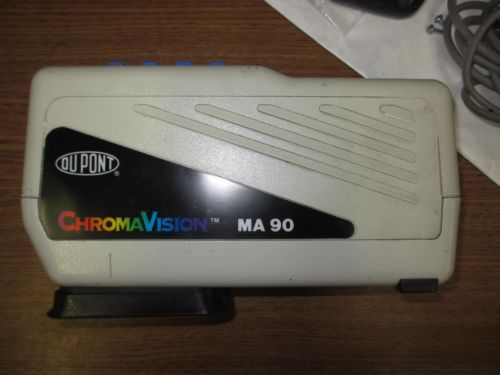 DU PONT ®
CHROMAVISION™ MA 90